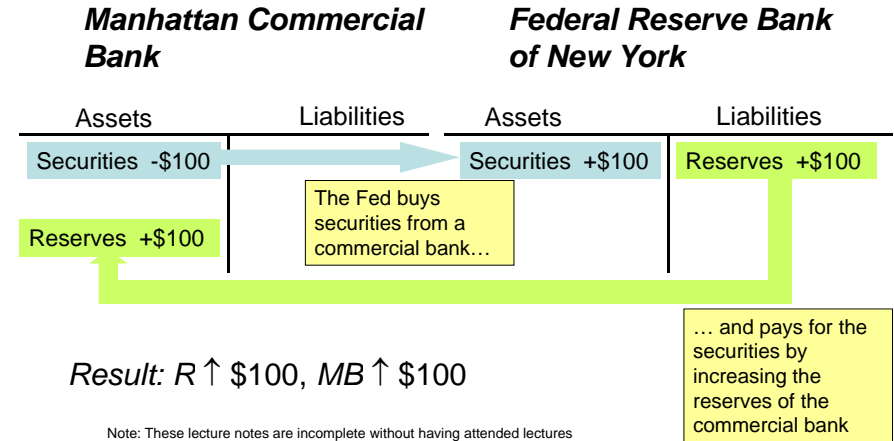 Manhattan Commercial
Bank
Federal Reserve Bank
of New York
Assets
Liabilities
Assets
Liabilities
Securities -$100
Securities +$100
Reserves +$100
The Fed buys
securities from a
commercial bank…
Reserves +$100
… and pays for the
securities by
increasing the
reserves of the
commercial bank
Result: R ↑ $100, MB ↑ $100
Note: These lecture notes are incomplete without having attended lectures